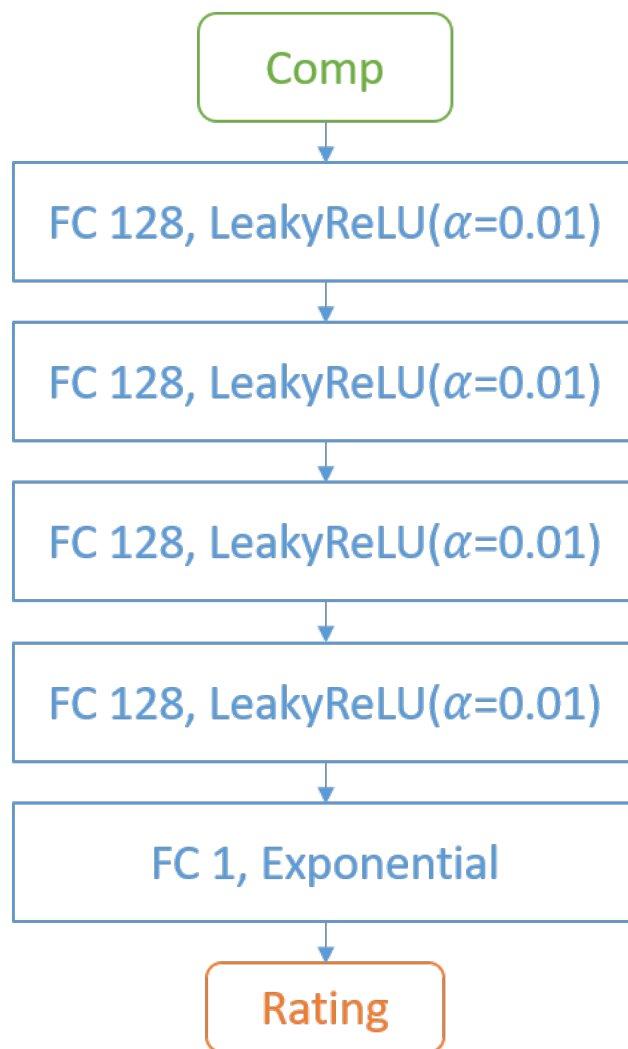 Comp
FC 128, LeakyReLU(α=0.01)
FC 128, LeakyReLU(α=0.01)
FC 128, LeakyReLU(α=0.01)
FC 128, LeakyReLU(α=0.01)
FC 1, Exponential
Rating